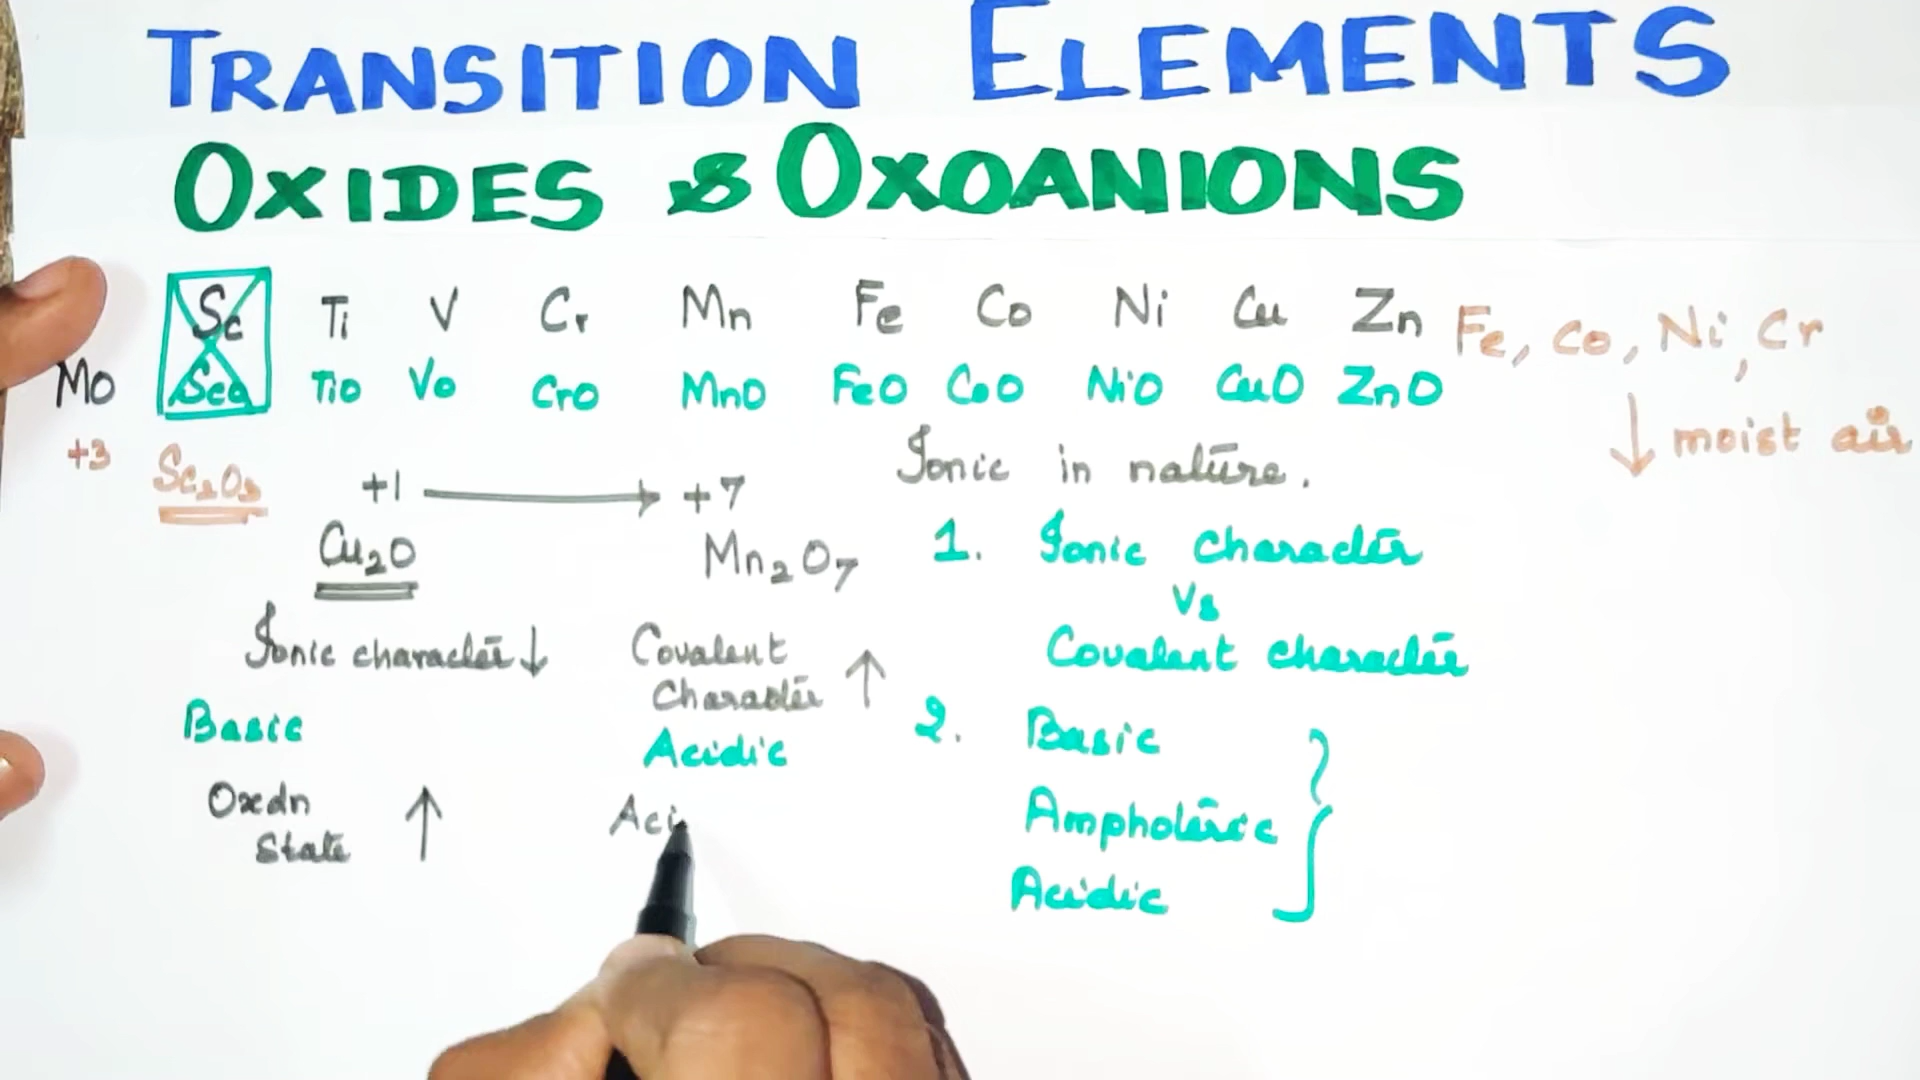 TRANSITION ELEMENTS
OXIDES & OXOANIONS
Sc Ti V Cr Mn Fe Co Ni Cu Zn
Fe, Co, Ni, Cr
MO ScO TiO VO CrO MnO FeO CoO NiO CuO ZnO
↓ moist air
+3 Sc2O3
+1 → +7
Ionic in nature.
Cu2O
Mn2O7
1. Ionic character
Vs
Covalent character
Ionic character ↓
Covalent
Character ↑
Basic
Acidic
2. Basic
Amphoteric
Acidic
Oxdn
State ↑
Aci